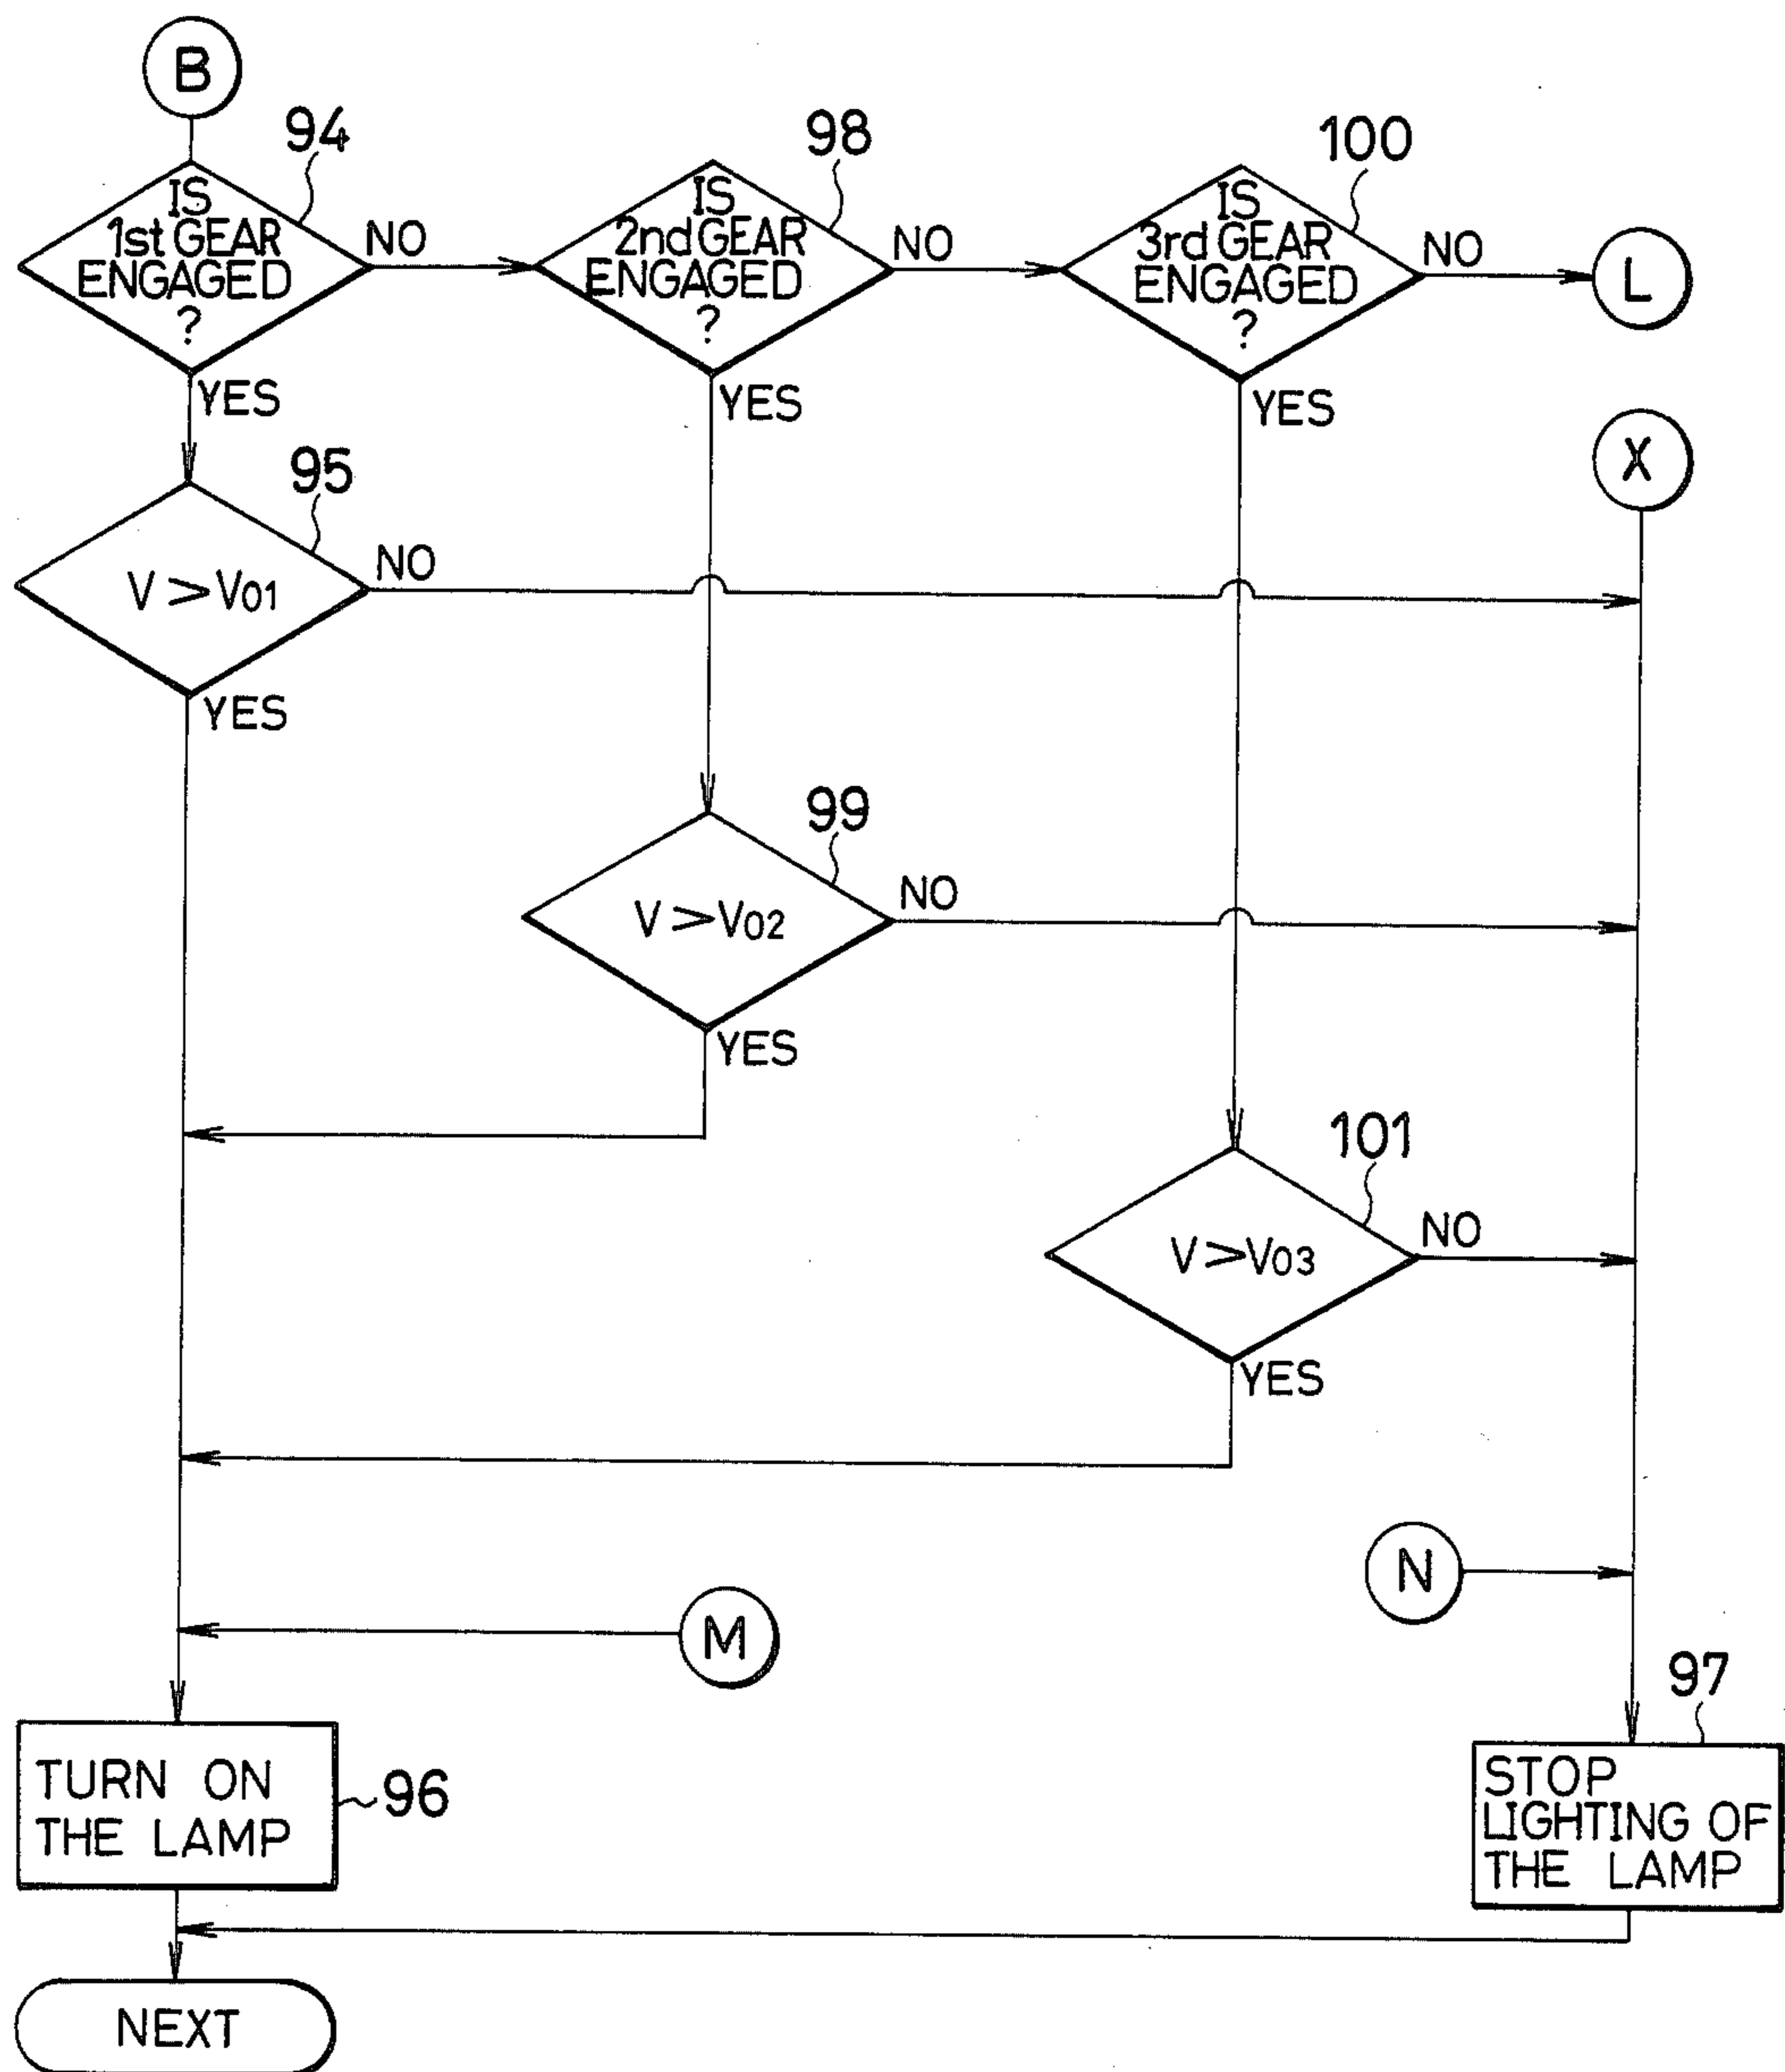 B
94
98
100
IS
1st GEAR
ENGAGED
?
NO
IS
2nd GEAR
ENGAGED
?
NO
IS
3rd GEAR
ENGAGED
?
NO
L
YES
YES
YES
X
95
V>V01
NO
YES
99
V>V02
NO
YES
101
V>V03
NO
YES
N
M
97
TURN ON
THE LAMP
96
STOP
LIGHTING OF
THE LAMP
NEXT